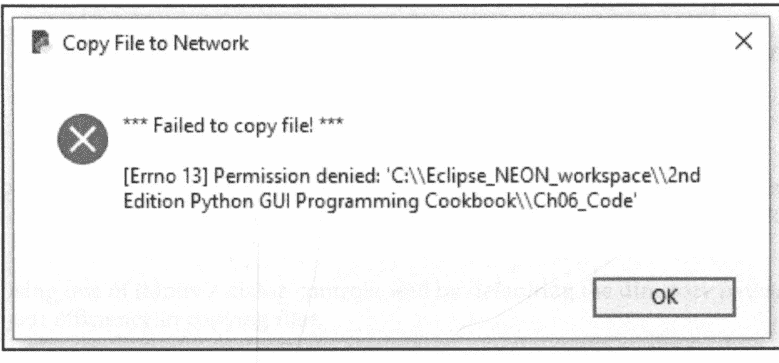 Copy File to Network
*** Failed to copy file! ***
[Errno 13] Permission denied: 'C:\\Eclipse_NEON_workspace\\2nd
Edition Python GUI Programming Cookbook\\Ch06_Code'
OK